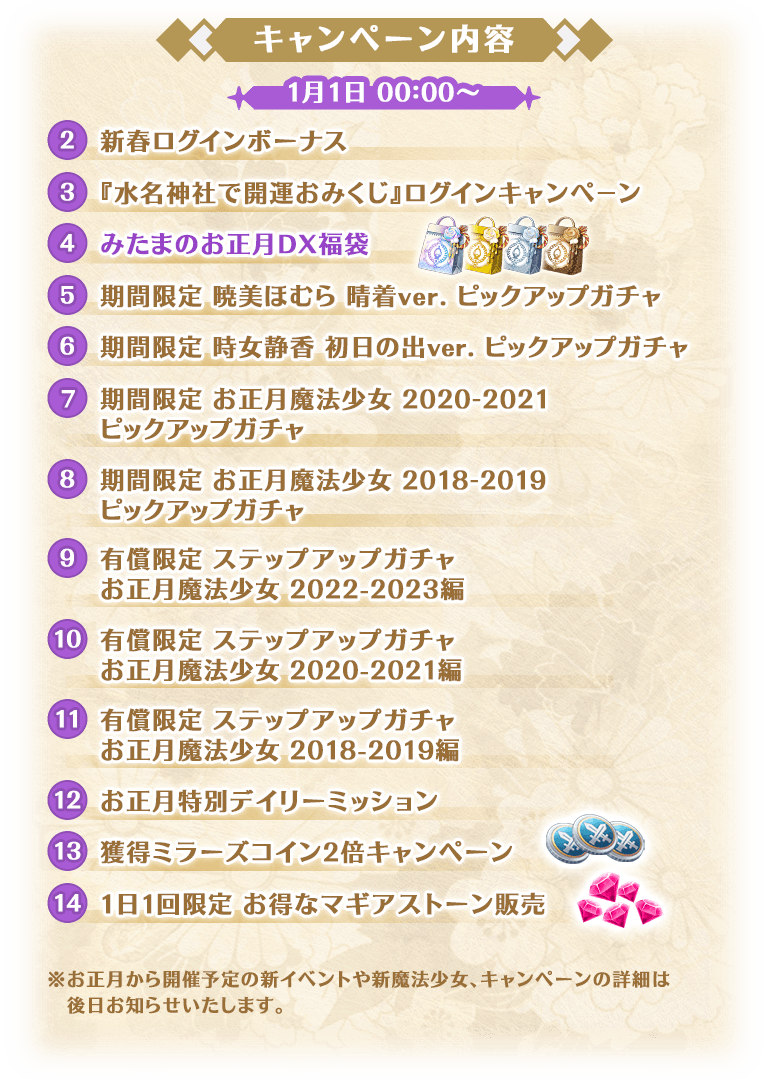 キャンペーン内容
1月1日 00:00～
2 新春ログインボーナス
3 『水名神社で開運おみくじ』ログインキャンペーン
4 みたまのお正月DX福袋
5 期間限定 暁美ほむら 晴着ver. ピックアップガチャ
6 期間限定 時女静香 初日の出ver. ピックアップガチャ
7 期間限定 お正月魔法少女 2020-2021
ピックアップガチャ
8 期間限定 お正月魔法少女 2018-2019
ピックアップガチャ
9 有償限定 ステップアップガチャ
お正月魔法少女 2022-2023編
10 有償限定 ステップアップガチャ
お正月魔法少女 2020-2021編
11 有償限定 ステップアップガチャ
お正月魔法少女 2018-2019編
12 お正月特別デイリーミッション
13 獲得ミラーズコイン2倍キャンペーン
14 1日1回限定 お得なマギアストーン販売
※お正月から開催予定の新イベントや新魔法少女、キャンペーンの詳細は
後日お知らせいたします。